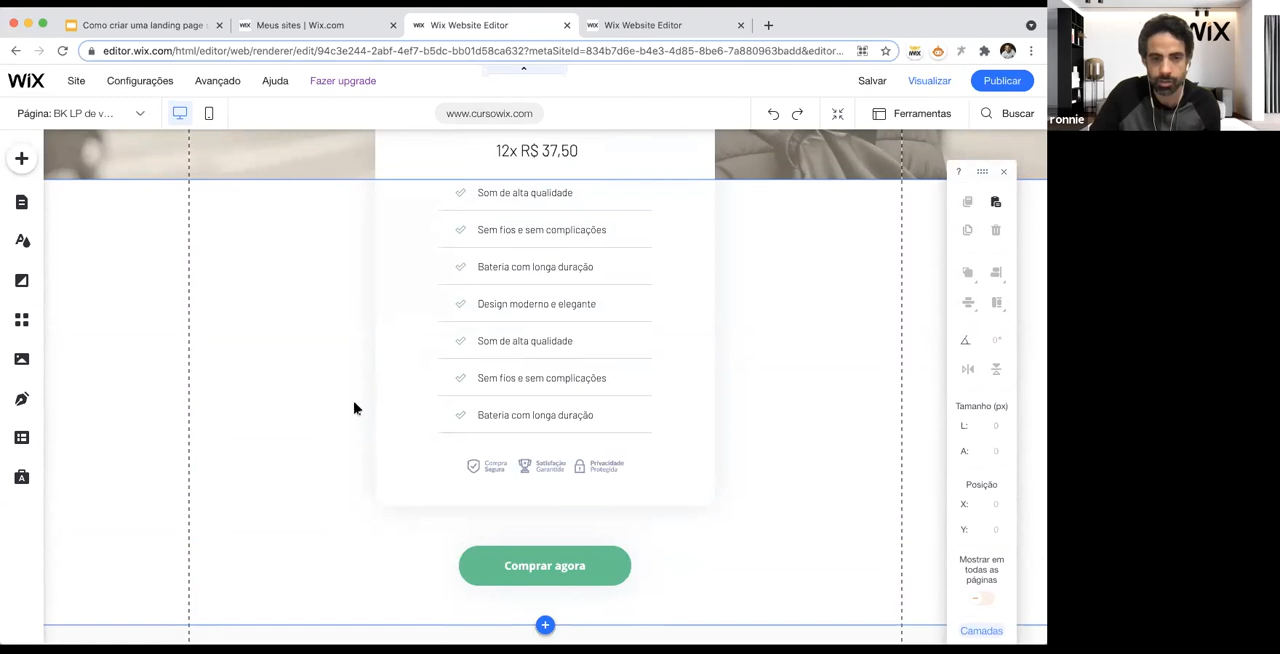 Como criar uma landing page
Meus sites | Wix.com
Wix Website Editor
Wix Website Editor
editor.wix.com/html/editor/web/renderer/edit/94c3e244-2abf-4ef7-b5dc-bb01d58ca632?metaSiteId=834b7d6e-b4e3-4d85-8be6-7a880963badd&editor...
WiX
Site
Configurações
Avançado
Ajuda
Fazer upgrade
Salvar
Visualizar
Publicar
Página: BK LP de v...
www.cursowix.com
Ferramentas
Buscar
12x R$ 37,50
Som de alta qualidade
Sem fios e sem complicações
Bateria com longa duração
Design moderno e elegante
Som de alta qualidade
Sem fios e sem complicações
Bateria com longa duração
Compra Segura
Satisfação Garantida
Privacidade Protegida
Comprar agora
?
0°
Tamanho (px)
L: 0
A: 0
Posição
X: 0
Y: 0
Mostrar em
todas as
páginas
Camadas
WiX
ronnie